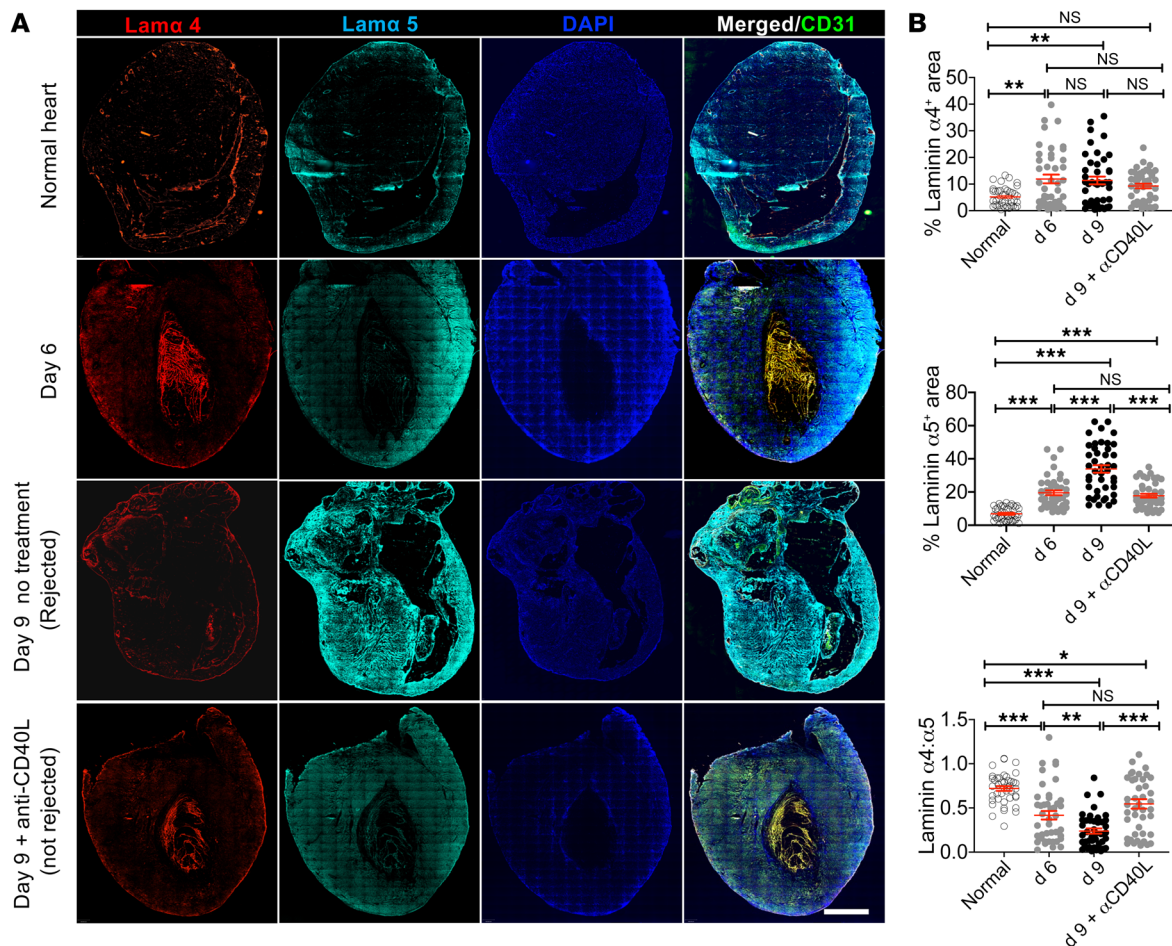 A
Lamα 4
Lamα 5
DAPI
Merged/CD31
Normal heart
Day 6
Day 9 no treatment
(Rejected)
Day 9 + anti-CD40L
(not rejected)
B
NS
**
NS
**
NS
NS
% Laminin α4⁺ area
50
40
30
20
10
0
Normal
d 6
d 9
d 9 + αCD40L
***
***
NS
***
***
***
% Laminin α5⁺ area
80
60
40
20
0
Normal
d 6
d 9
d 9 + αCD40L
*
***
NS
***
**
***
Laminin α4:α5
1.5
1.0
0.5
0.0
Normal
d 6
d 9
d 9 + αCD40L